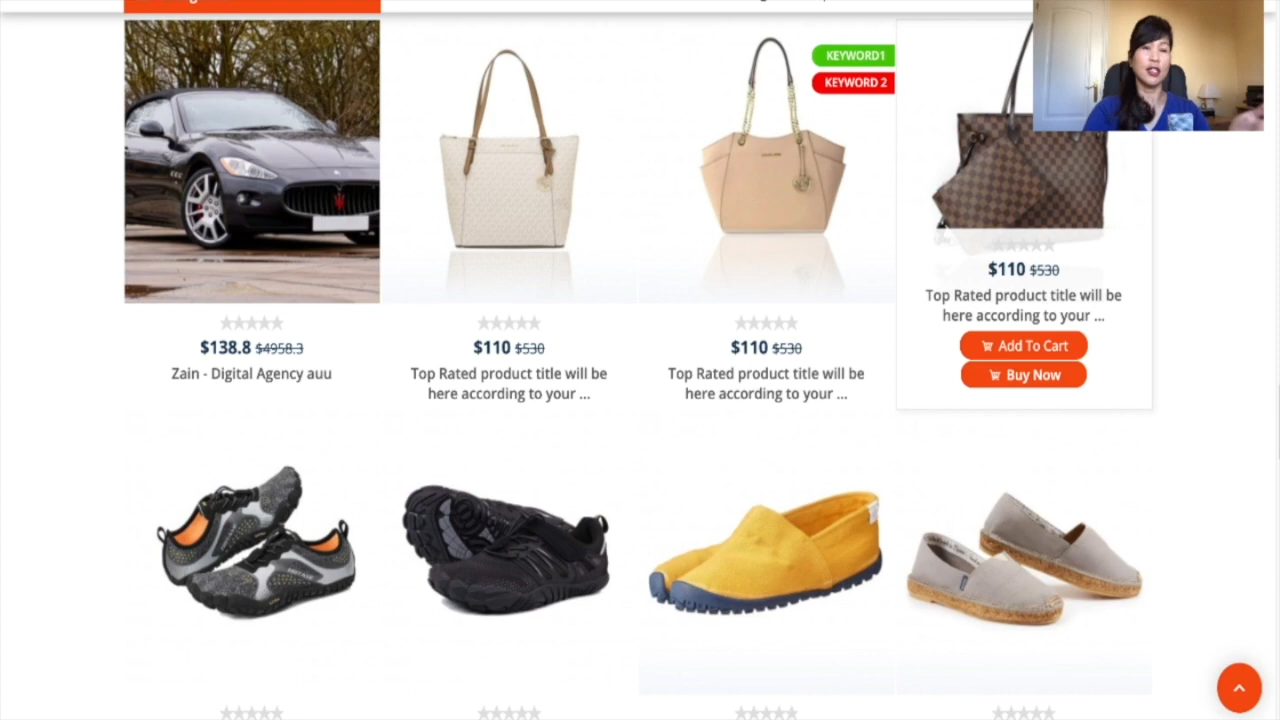 KEYWORD1
KEYWORD 2
$138.8 $4958.3
Zain - Digital Agency auu
$110 $530
Top Rated product title will be
here according to your ...
$110 $530
Top Rated product title will be
here according to your ...
$110 $530
Top Rated product title will be
here according to your ...
Add To Cart
Buy Now